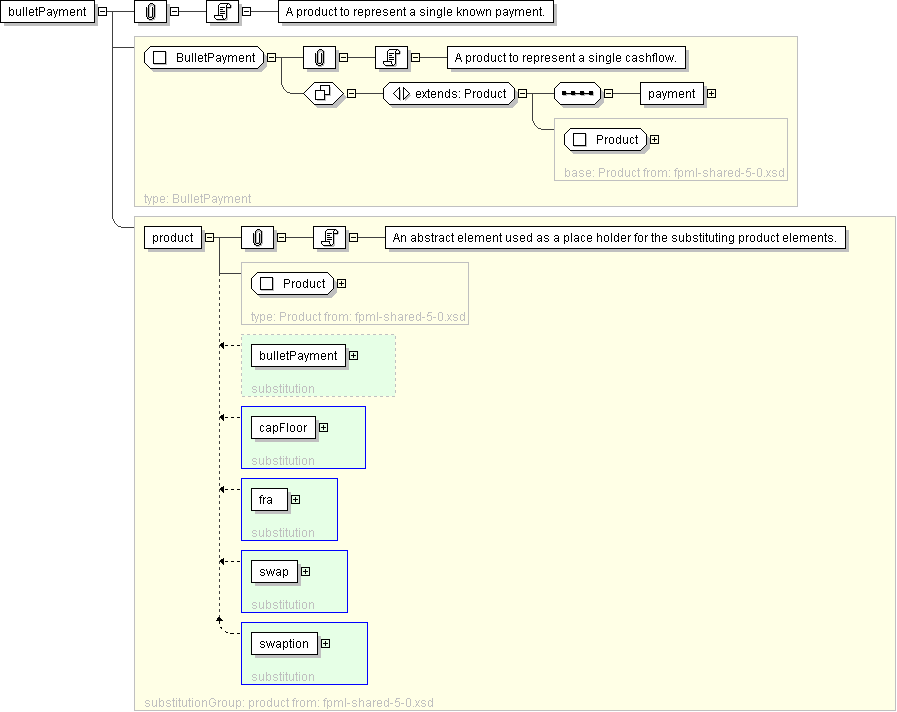 bulletPayment
A product to represent a single known payment.
BulletPayment
A product to represent a single cashflow.
extends: Product
payment
Product
base: Product from: fpml-shared-5-0.xsd
type: BulletPayment
product
An abstract element used as a place holder for the substituting product elements.
Product
type: Product from: fpml-shared-5-0.xsd
bulletPayment
substitution
capFloor
substitution
fra
substitution
swap
substitution
swaption
substitution
substitutionGroup: product from: fpml-shared-5-0.xsd